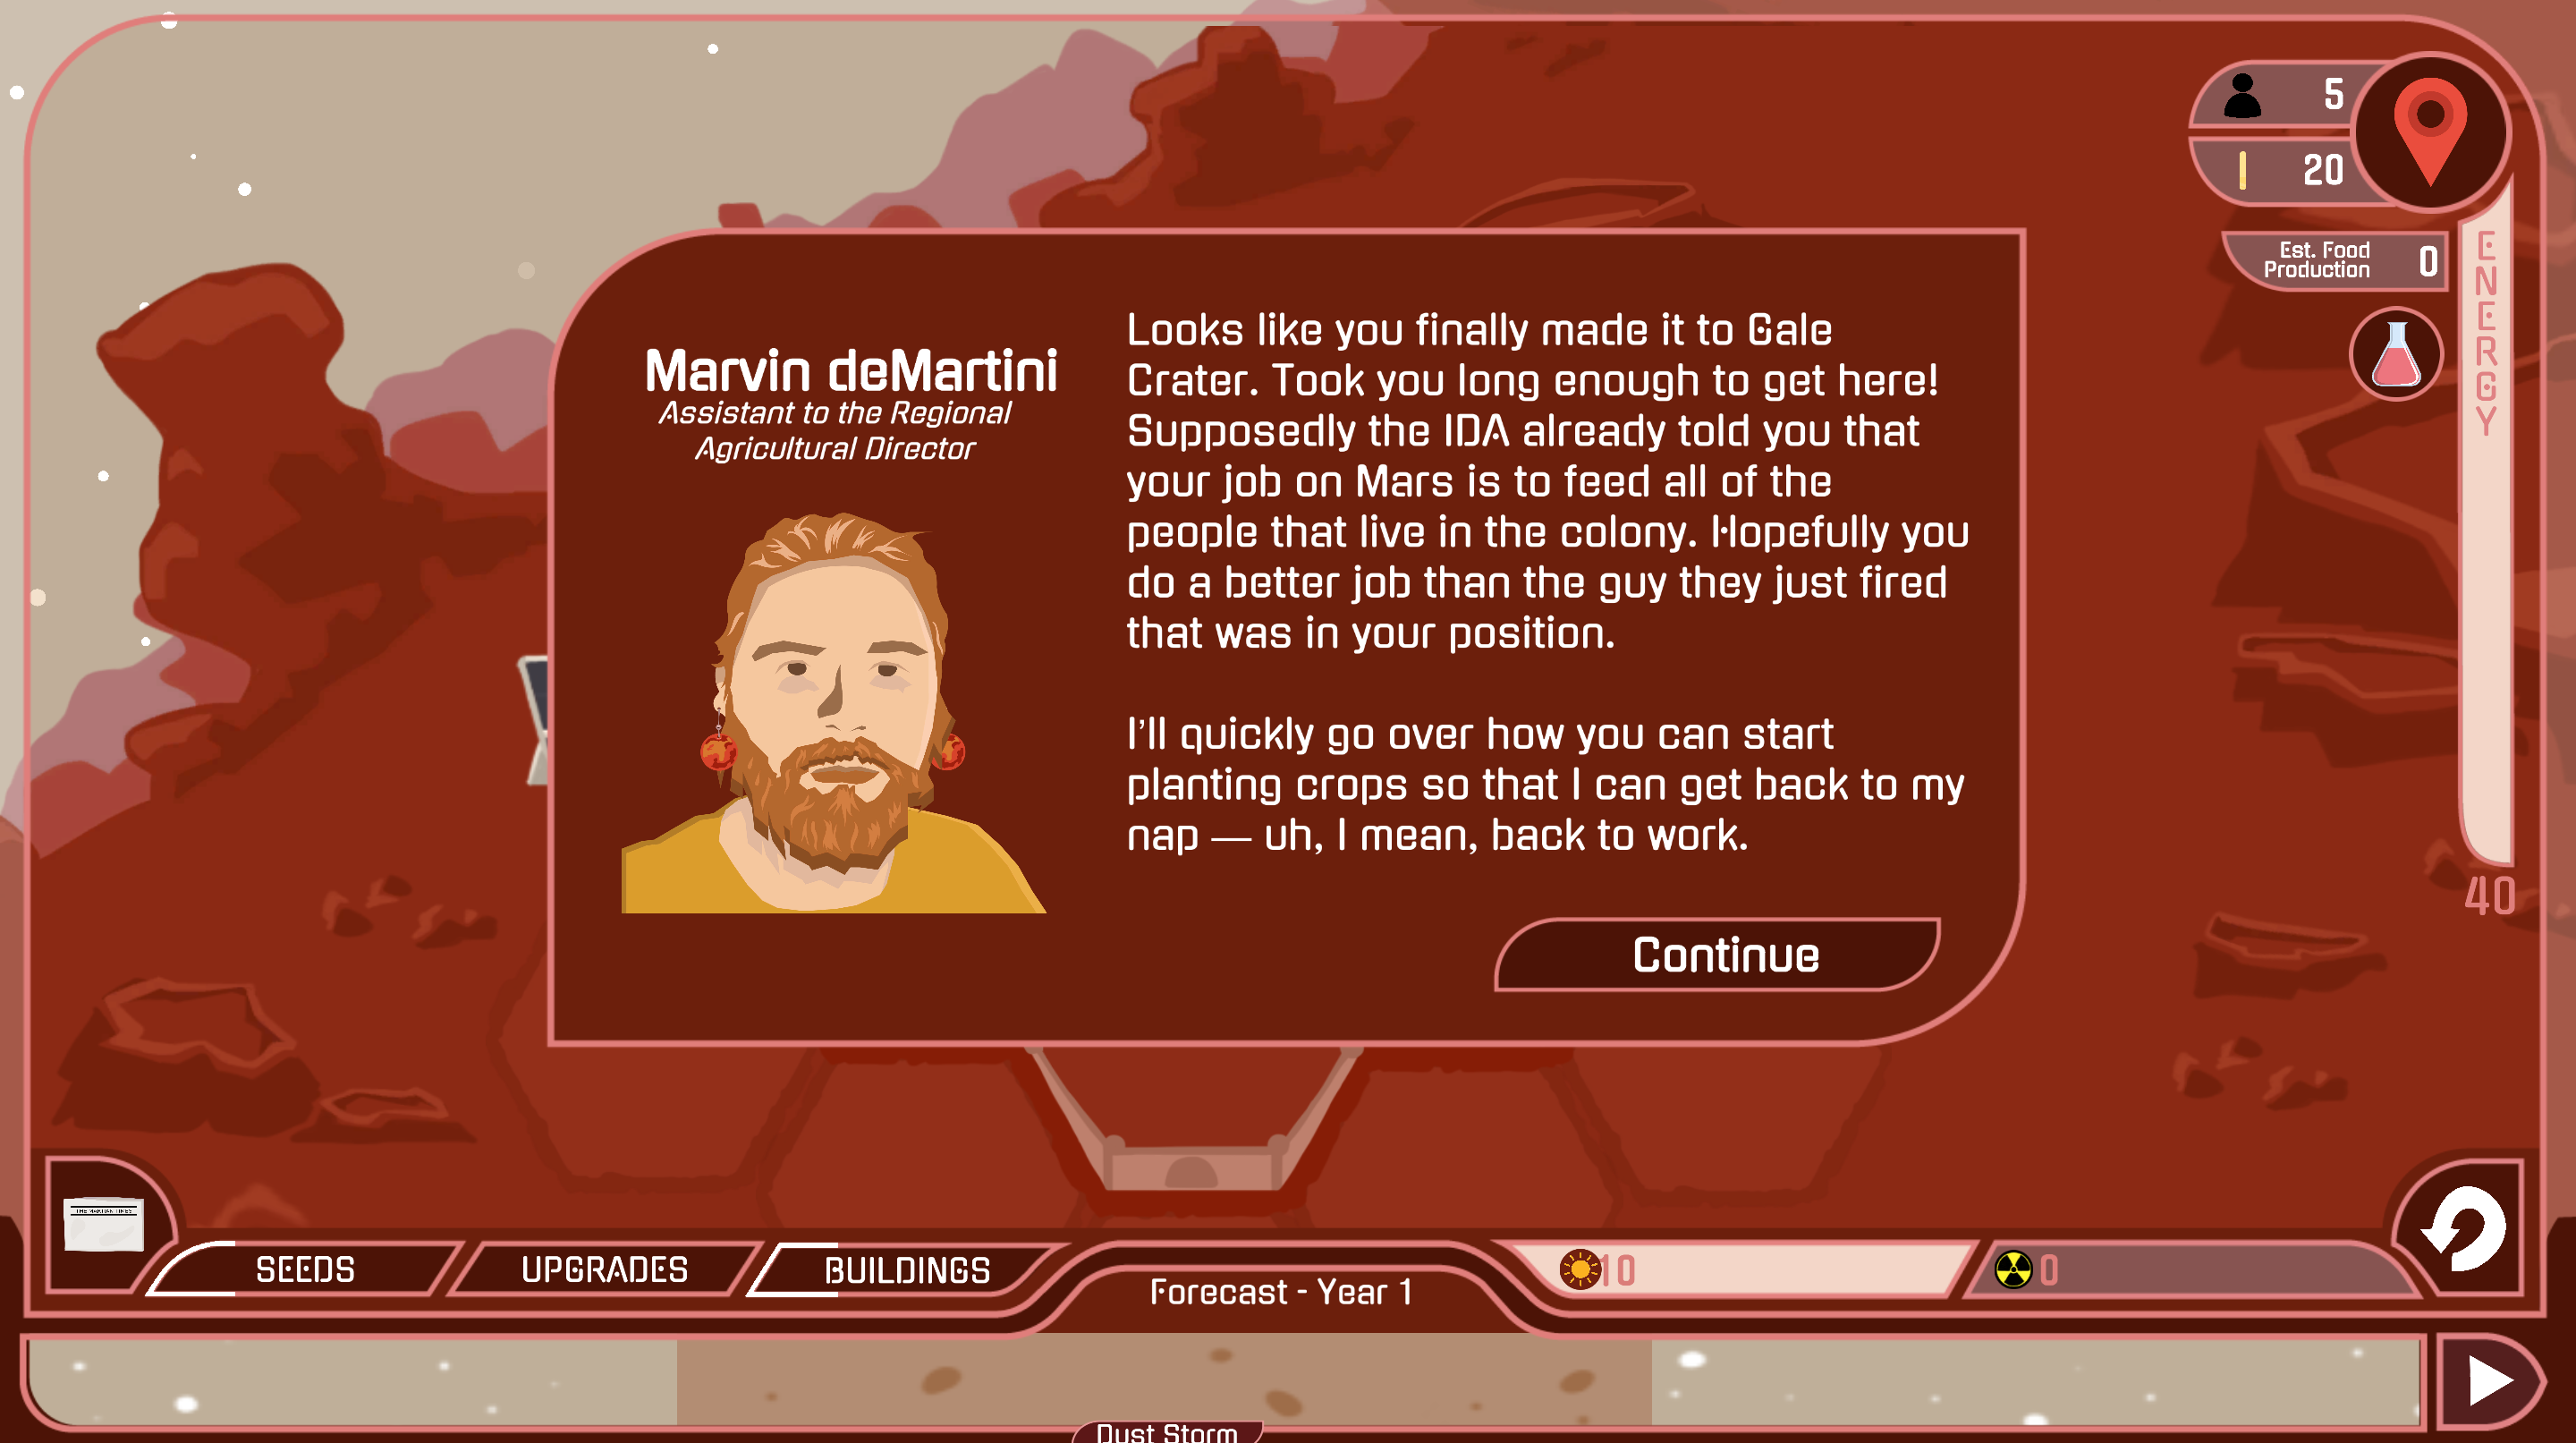 5
20
Est. Food
Production 0
ENERGY
40
Marvin deMartini
Assistant to the Regional
Agricultural Director
Looks like you finally made it to Gale
Crater. Took you long enough to get here!
Supposedly the IDA already told you that
your job on Mars is to feed all of the
people that live in the colony. Hopefully you
do a better job than the guy they just fired
that was in your position.
I'll quickly go over how you can start
planting crops so that I can get back to my
nap — uh, I mean, back to work.
Continue
THE MARTIAN TIMES
SEEDS
UPGRADES
BUILDINGS
Forecast - Year 1
10
0
Dust Storm